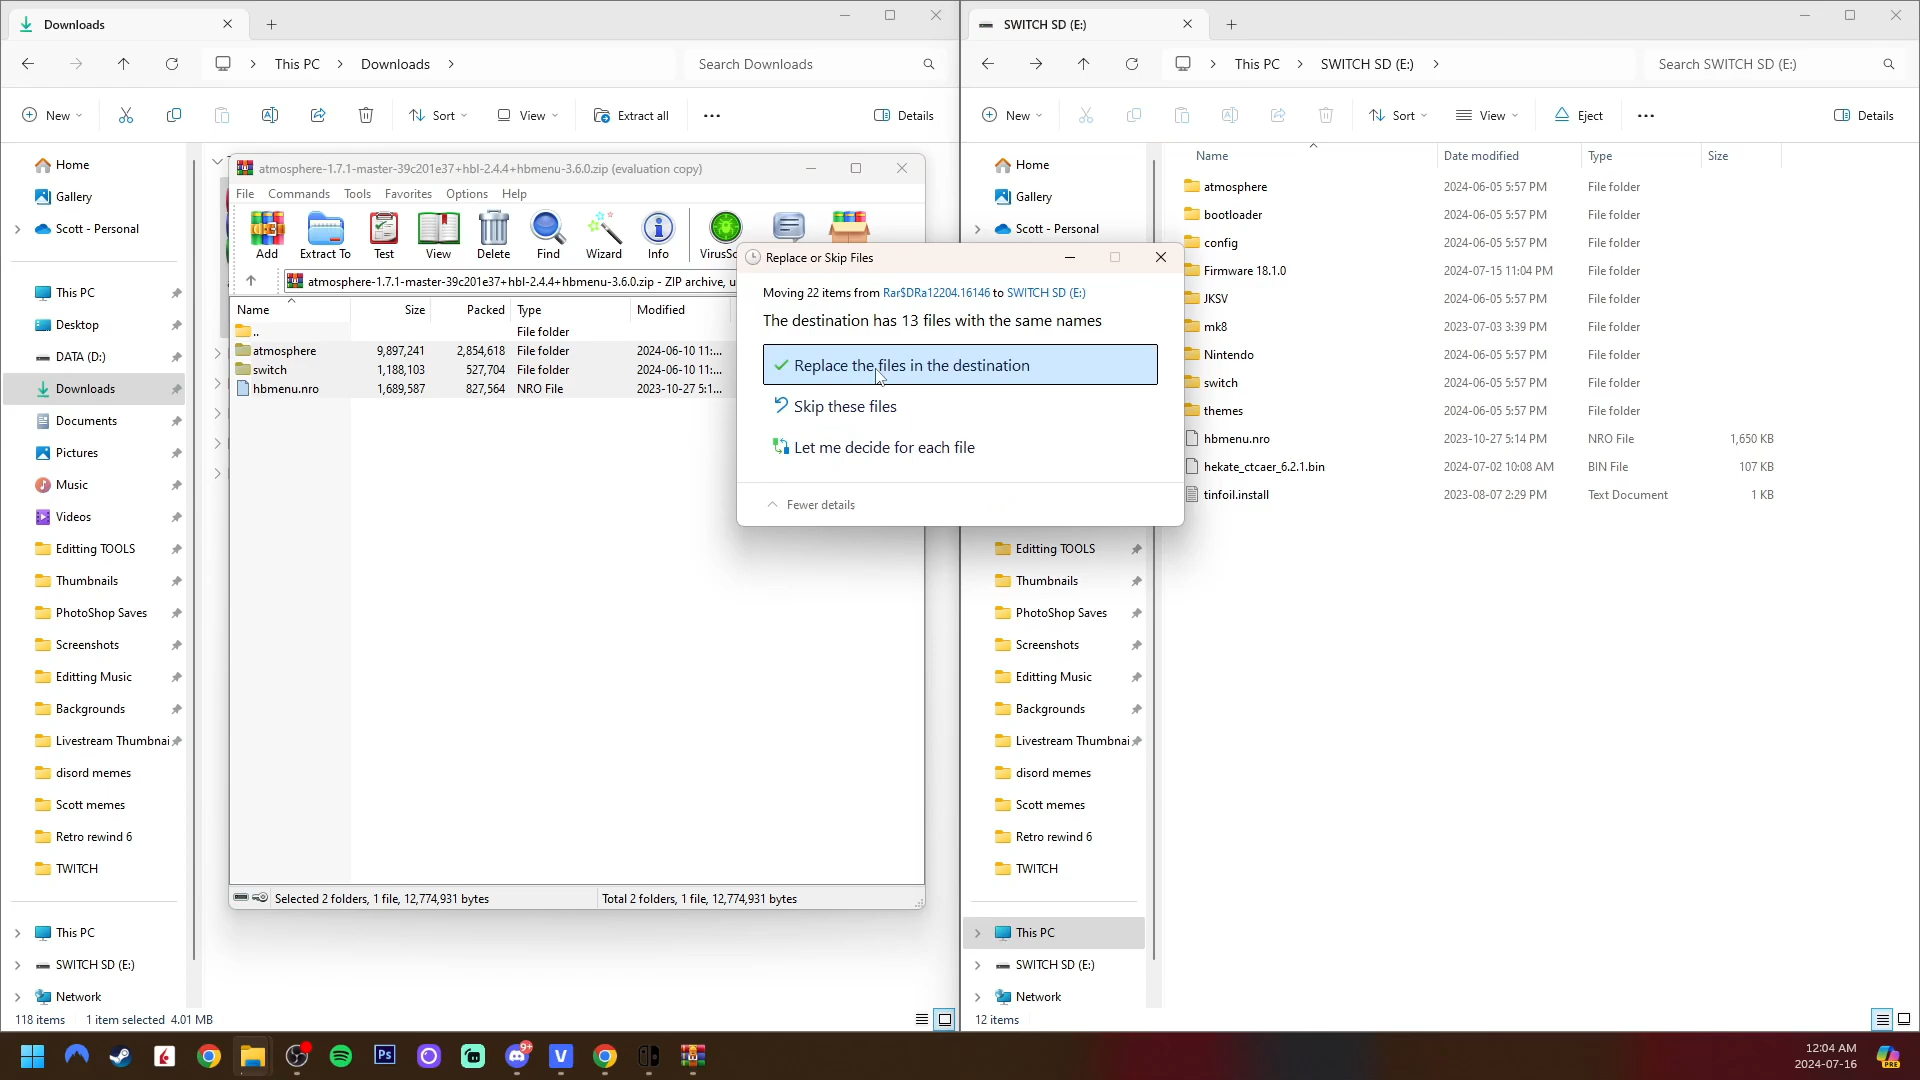 Downloads
This PC
Downloads
Search Downloads
New
Sort
View
Extract all
Details
Home
Gallery
Scott - Personal
This PC
Desktop
DATA (D:)
Downloads
Documents
Pictures
Music
Videos
Editting TOOLS
Thumbnails
PhotoShop Saves
Screenshots
Editting Music
Backgrounds
Livestream Thumbnai
disord memes
Scott memes
Retro rewind 6
TWITCH
This PC
SWITCH SD (E:)
Network
118 items 1 item selected 4.01 MB
atmosphere-1.7.1-master-39c201e37+hbl-2.4.4+hbmenu-3.6.0.zip (evaluation copy)
File Commands Tools Favorites Options Help
Add Extract To Test View Delete Find Wizard Info VirusSc
atmosphere-1.7.1-master-39c201e37+hbl-2.4.4+hbmenu-3.6.0.zip - ZIP archive, u
Name Size Packed Type Modified
.. File folder
atmosphere 9,897,241 2,854,618 File folder 2024-06-10 11:...
switch 1,188,103 527,704 File folder 2024-06-10 11:...
hbmenu.nro 1,689,587 827,564 NRO File 2023-10-27 5:1...
Selected 2 folders, 1 file, 12,774,931 bytes
Total 2 folders, 1 file, 12,774,931 bytes
Replace or Skip Files
Moving 22 items from Rar$DRa12204.16146 to SWITCH SD (E:)
The destination has 13 files with the same names
Replace the files in the destination
Skip these files
Let me decide for each file
Fewer details
SWITCH SD (E:)
This PC
SWITCH SD (E:)
Search SWITCH SD (E:)
New
Sort
View
Eject
Details
Home
Gallery
Scott - Personal
Editting TOOLS
Thumbnails
PhotoShop Saves
Screenshots
Editting Music
Backgrounds
Livestream Thumbnai
disord memes
Scott memes
Retro rewind 6
TWITCH
This PC
SWITCH SD (E:)
Network
Name Date modified Type Size
atmosphere 2024-06-05 5:57 PM File folder
bootloader 2024-06-05 5:57 PM File folder
config 2024-06-05 5:57 PM File folder
Firmware 18.1.0 2024-07-15 11:04 PM File folder
JKSV 2024-06-05 5:57 PM File folder
mk8 2023-07-03 3:39 PM File folder
Nintendo 2024-06-05 5:57 PM File folder
switch 2024-06-05 5:57 PM File folder
themes 2024-06-05 5:57 PM File folder
hbmenu.nro 2023-10-27 5:14 PM NRO File 1,650 KB
hekate_ctcaer_6.2.1.bin 2024-07-02 10:08 AM BIN File 107 KB
tinfoil.install 2023-08-07 2:29 PM Text Document 1 KB
12 items
Ps
9+
V
12:04 AM
2024-07-16
PRE